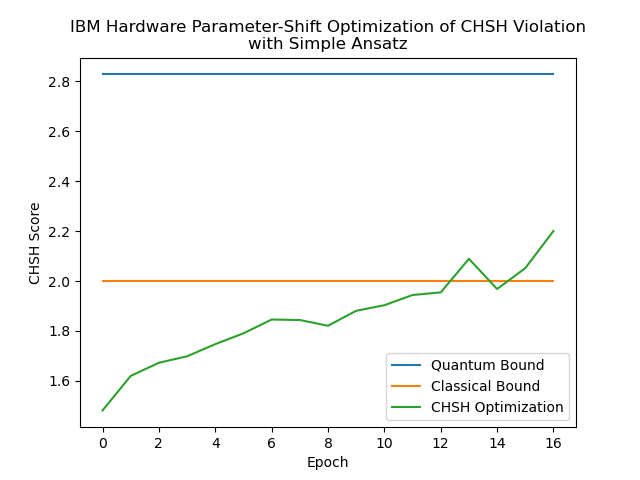 IBM Hardware Parameter-Shift Optimization of CHSH Violation
with Simple Ansatz
2.8
2.6
2.4
2.2
2.0
1.8
1.6
CHSH Score
0 2 4 6 8 10 12 14 16
Epoch
Quantum Bound
Classical Bound
CHSH Optimization